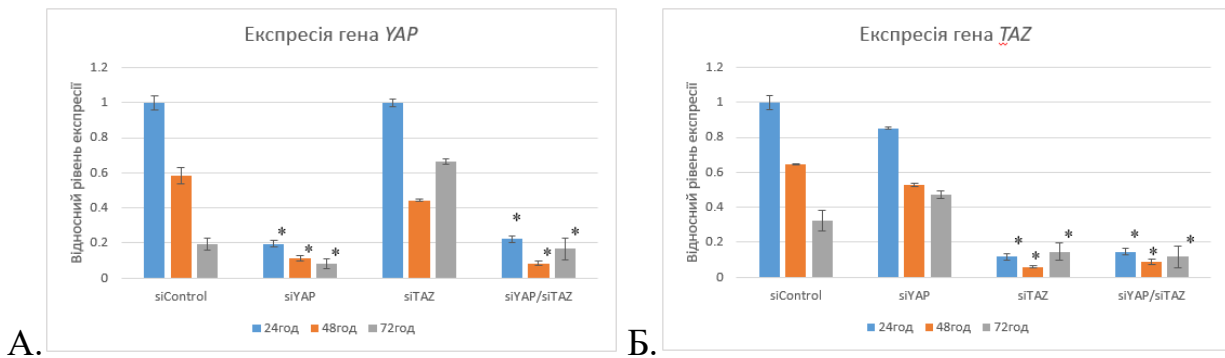 Експресія гена YAP
Відносний рівень експресії
1.2
1
0.8
0.6
0.4
0.2
0
* * *
* * *
siControl siYAP siTAZ siYAP/siTAZ
24год 48год 72год
А.
Експресія гена TAZ
Відносний рівень експресії
1.2
1
0.8
0.6
0.4
0.2
0
* * *
* * *
siControl siYAP siTAZ siYAP/siTAZ
24год 48год 72год
Б.